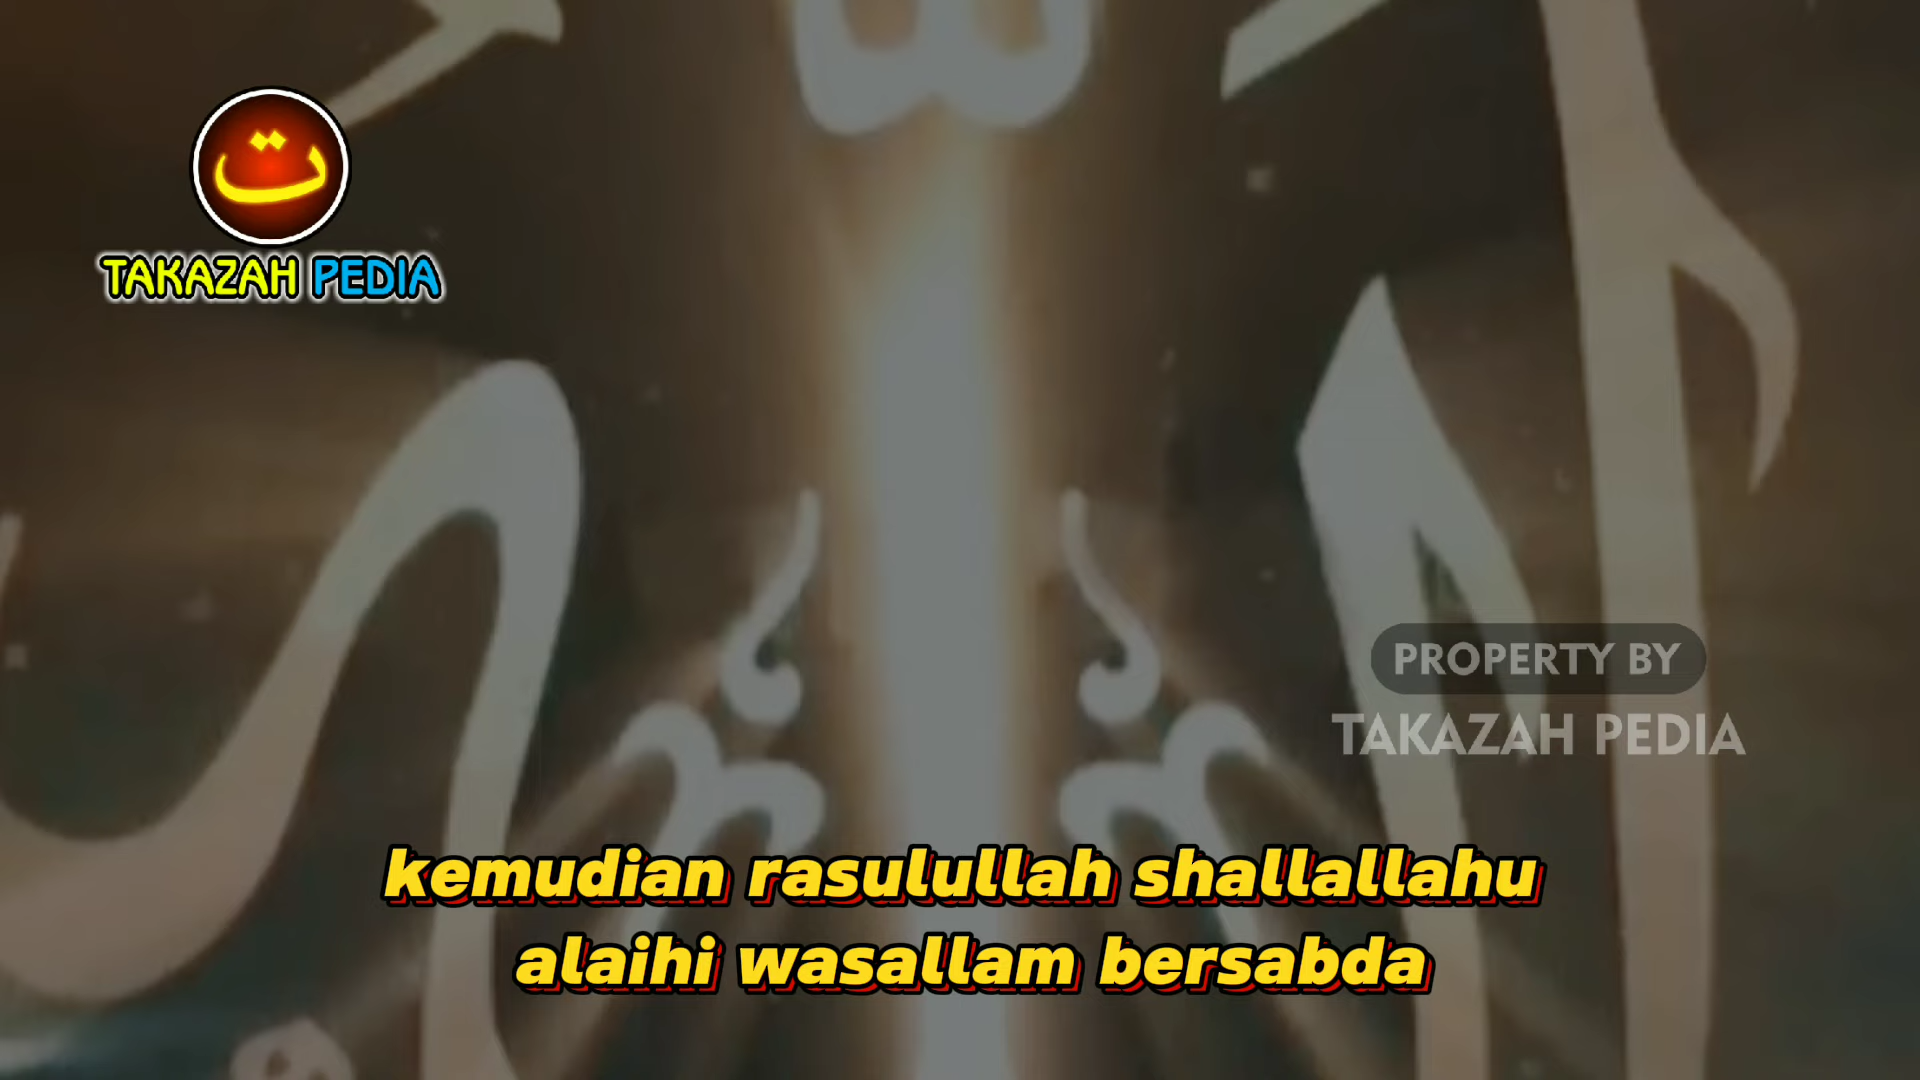 ت
TAKAZAH PEDIA
PROPERTY BY
TAKAZAH PEDIA
kemudian rasulullah shallallahu
alaihi wasallam bersabda